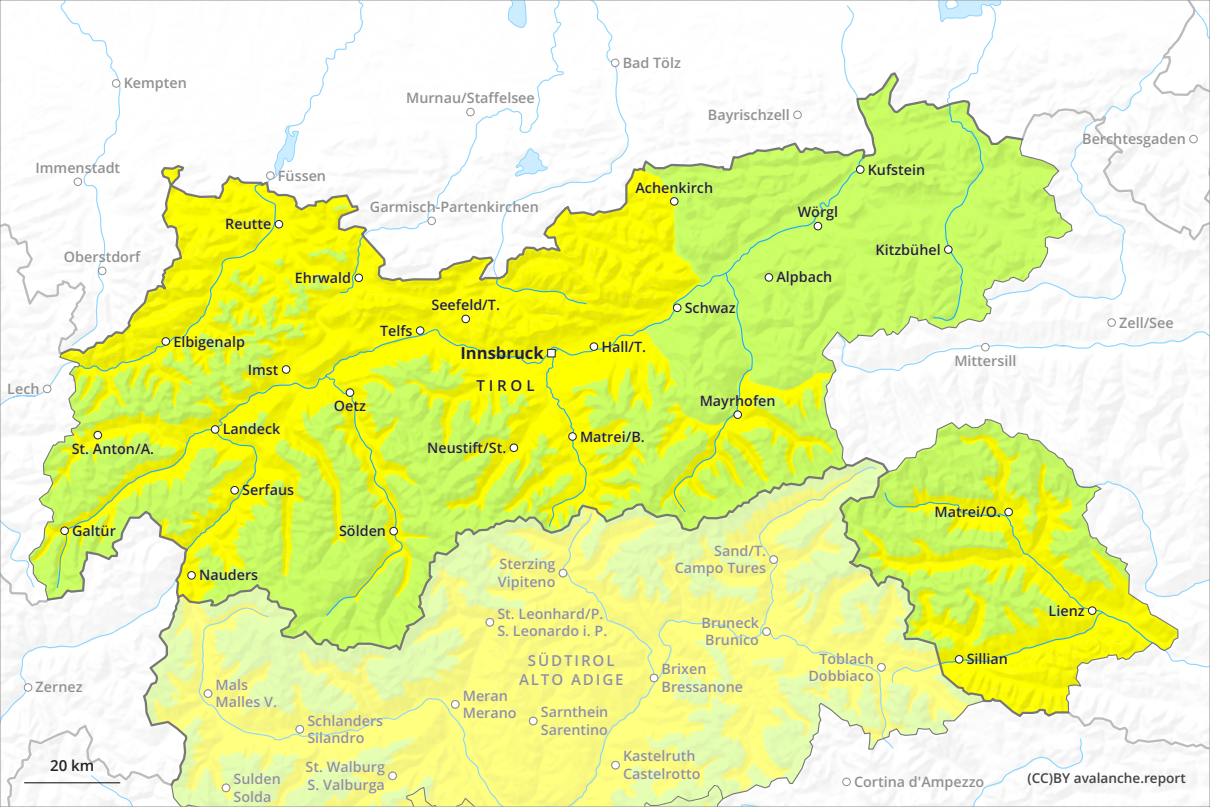 Kempten
Bad Tölz
Murnau/Staffelsee
Bayrischzell
Berchtesgaden
Immenstadt
Füssen
Kufstein
Achenkirch
Garmisch-Partenkirchen
Wörgl
Reutte
Kitzbühel
Oberstdorf
Ehrwald
Alpbach
Seefeld/T.
Schwaz
Zell/See
Telfs
Elbigenalp
Innsbruck
Hall/T.
Mittersill
Imst
TIROL
Lech
Oetz
Mayrhofen
Landeck
Matrei/B.
St. Anton/A.
Neustift/St.
Serfaus
Matrei/O.
Galtür
Sölden
Sand/T.
Campo Tures
Sterzing
Vipiteno
Nauders
Lienz
St. Leonhard/P.
S. Leonardo i. P.
Bruneck
Brunico
Sillian
SÜDTIROL
ALTO ADIGE
Toblach
Dobbiaco
Brixen
Bressanone
Zernez
Mals
Malles V.
Meran
Merano
Sarnthein
Sarentino
Schlanders
Silandro
Kastelruth
Castelrotto
20 km
St. Walburg
S. Valburga
Sulden
Solda
Cortina d'Ampezzo
(CC)BY avalanche.report